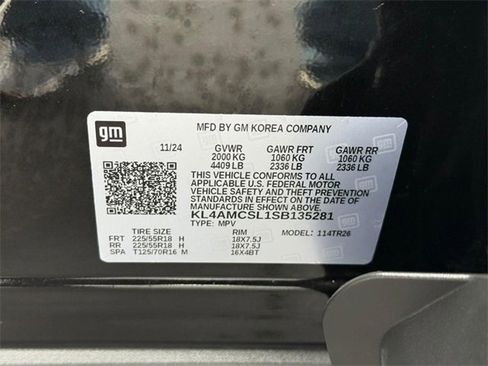 gm
MFD BY GM KOREA COMPANY
11/24 GVWR GAWR FRT GAWR RR
2000 KG 1060 KG 1060 KG
4409 LB 2336 LB 2336 LB
THIS VEHICLE CONFORMS TO ALL
APPLICABLE U.S. FEDERAL MOTOR
VEHICLE SAFETY AND THEFT PREVENTION
STANDARDS IN EFFECT ON THE DATE OF
MANUFACTURE SHOWN ABOVE.
KL4AMCSL1SB135281
TYPE: MPV
TIRE SIZE RIM MODEL: 114TR26
FRT 225/55R18 H 18X7.5J
RR 225/55R18 H 18X7.5J
SPA T125/70R16 M 16X4BT